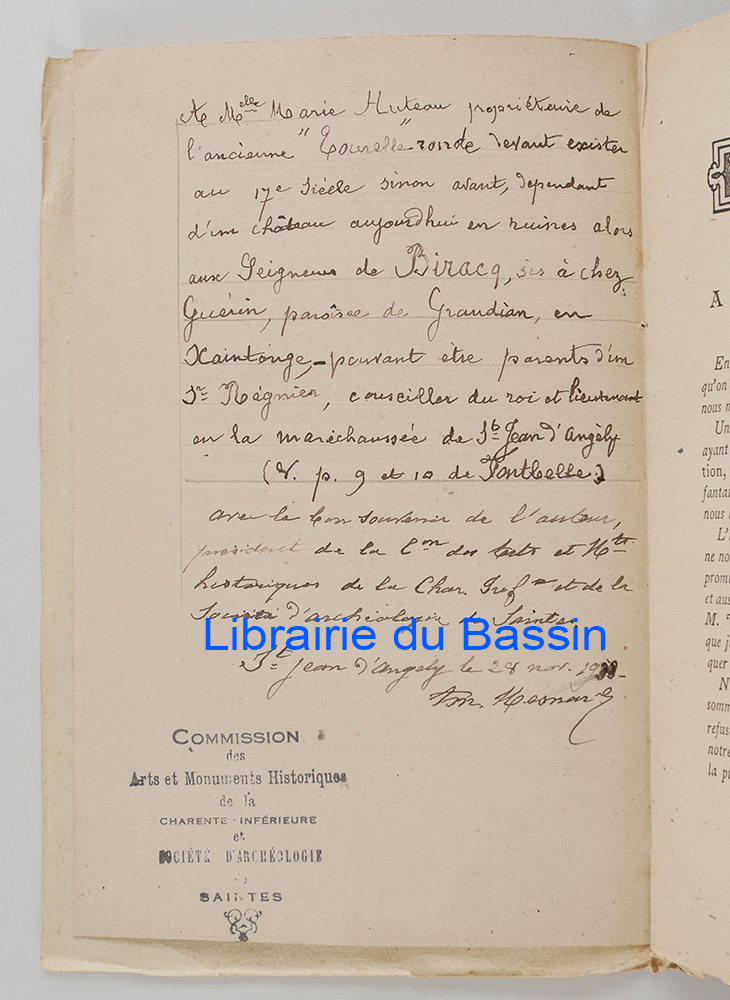 A Melle Marie Huteau propriétaire de
l'ancienne "Tourelle" ronde devant exister
au 17e siècle sinon avant, dépendant
d'un château aujourd'hui en ruines alors
aux Seigneurs de Biracq, sis à chez
Guérin, paroisse de Grandjan, en
Xaintonge, - pouvant être parents d'un
Sr Régnier, conseiller du roi et lieutenant
en la maréchaussée de St Jean d'Angély
(V. p. 9 et 10 de Fontbelle)
avec le bon souvenir de l'auteur,
président de la Con des Arts et Mts
historiques de la Char. Infre et de la
Société d'archéologie de Saintes
Librairie du Bassin
St Jean d'Angély le 28 nov.
COMMISSION
des
Arts et Monuments Historiques
de la
CHARENTE-INFÉRIEURE
et
SOCIÉTÉ D'ARCHÉOLOGIE
de
SAINTES
A
En
qu'on
nous
Un
ayant
tion,
fantai
nous
L'
ne no
promi
et aus
M.
que j
quer
N
somm
refus
notre
la p